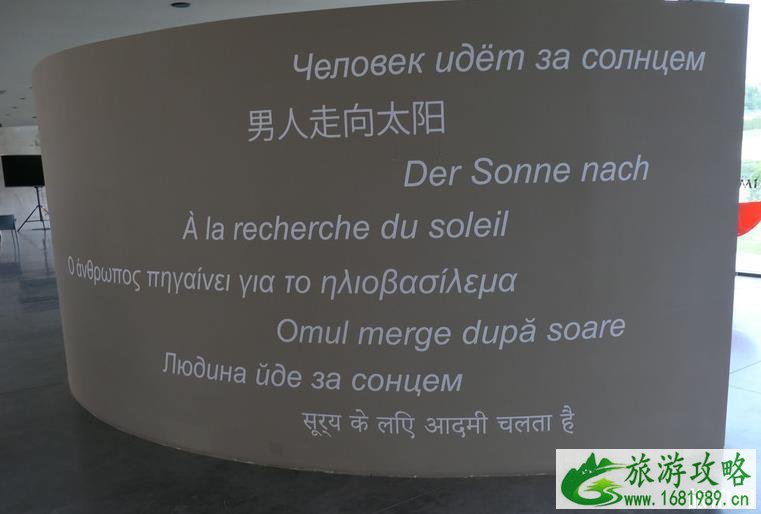 Человек идёт за солнцем
男人走向太阳
Der Sonne nach
À la recherche du soleil
Ο άνθρωπος πηγαίνει για το ηλιοβασίλεμα
Omul merge după soare
Людина йде за сонцем
सूर्य के लिए आदमी चलता है
旅游攻略
www.1681989.cn